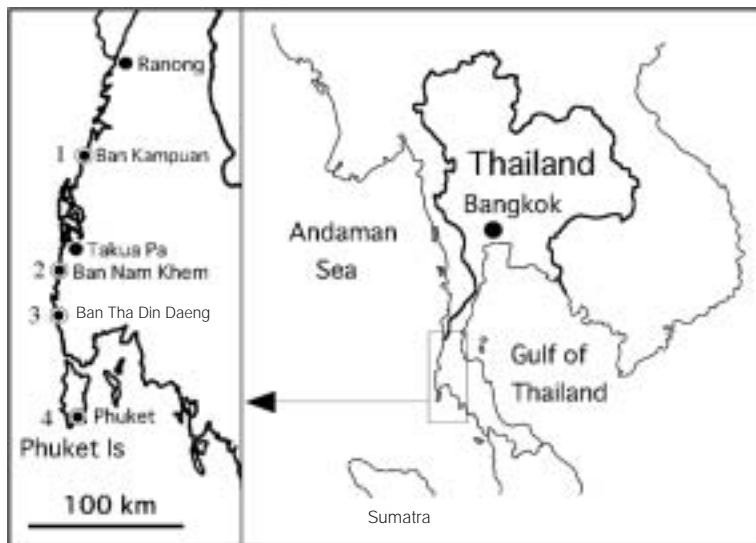 Ranong
1 Ban Kampuan
Takua Pa
2 Ban Nam Khem
3 Ban Tha Din Daeng
4 Phuket
Phuket Is
100 km
Thailand
Bangkok
Andaman
Sea
Gulf of
Thailand
Sumatra